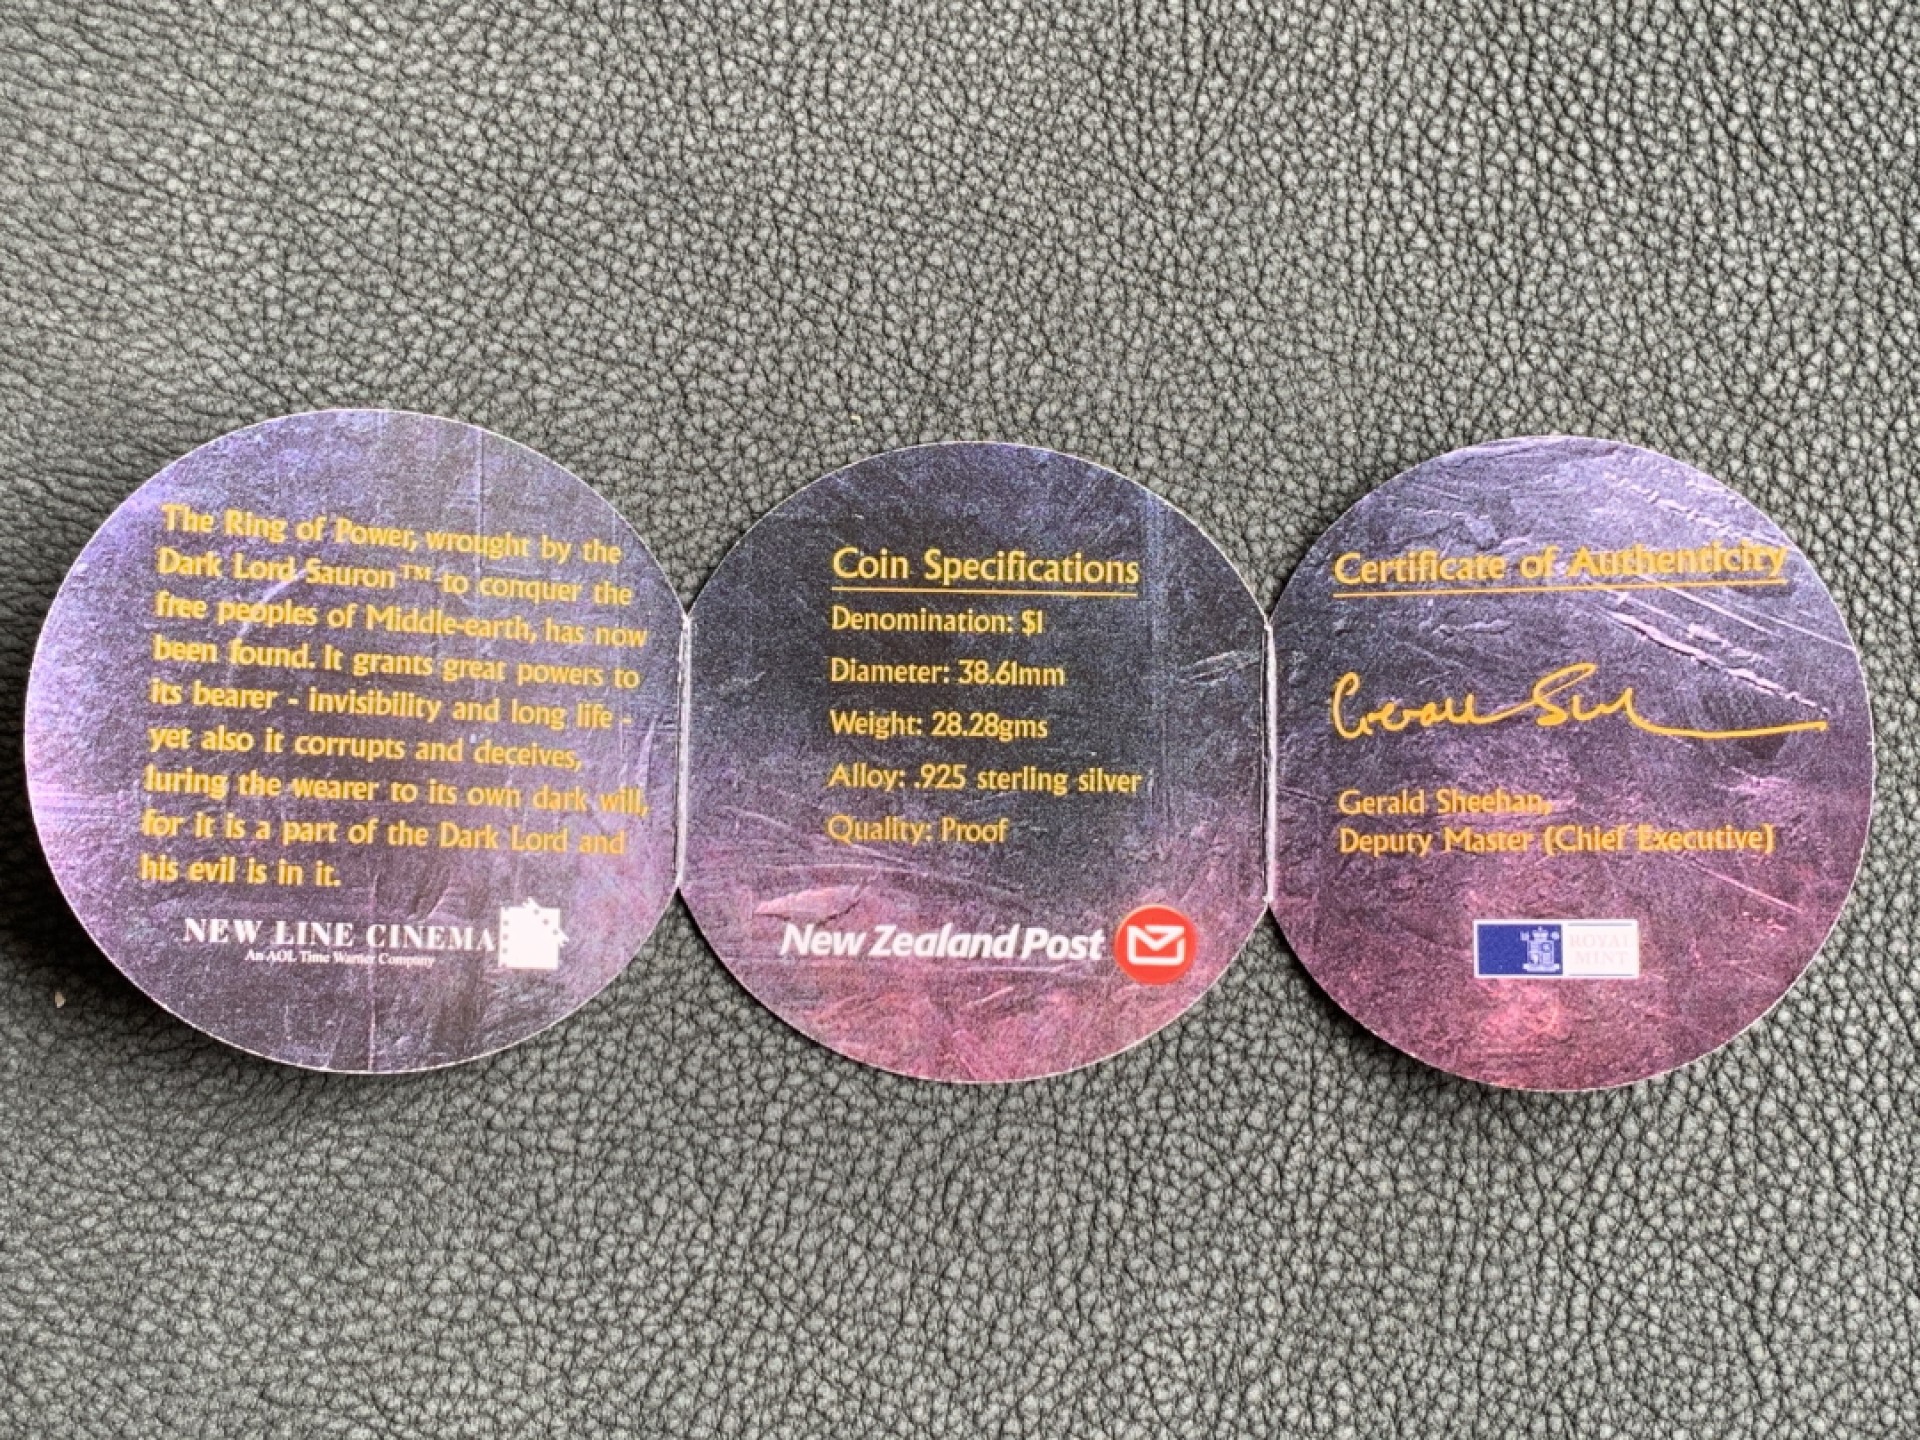 The Ring of Power, wrought by the
Dark Lord Sauron™ to conquer the
free peoples of Middle-earth, has now
been found. It grants great powers to
its bearer - invisibility and long life -
yet also it corrupts and deceives,
luring the wearer to its own dark will,
for it is a part of the Dark Lord and
his evil is in it.
NEW LINE CINEMA
An AOL Time Warner Company
Coin Specifications
Denomination: $1
Diameter: 38.61mm
Weight: 28.28gms
Alloy: .925 sterling silver
Quality: Proof
New Zealand Post
Certificate of Authenticity
Gerald Sheehan,
Deputy Master (Chief Executive)
ROYAL
MINT